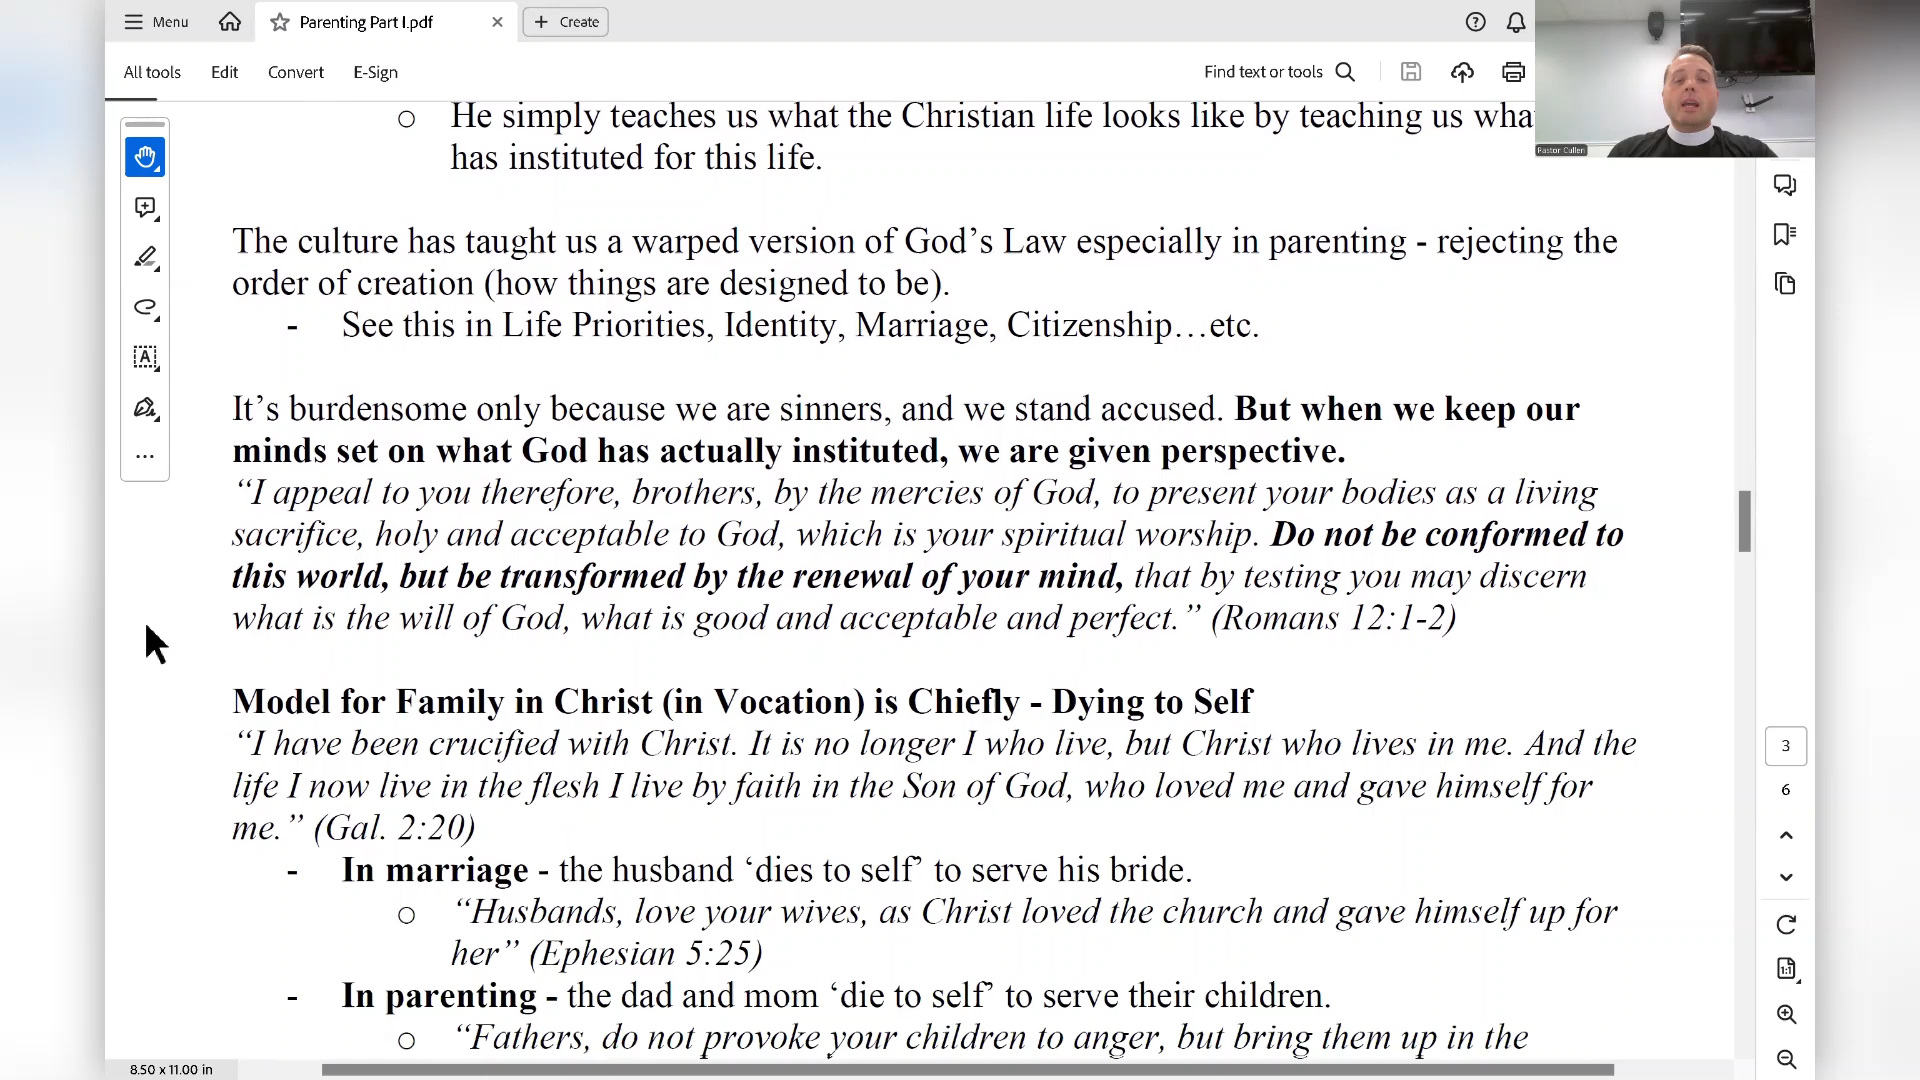 Menu
Parenting Part I.pdf
Create
All tools
Edit
Convert
E-Sign
Find text or tools
Pastor Cullen
He simply teaches us what the Christian life looks like by teaching us
has instituted for this life.
The culture has taught us a warped version of God’s Law especially in parenting - rejecting the
order of creation (how things are designed to be).
- See this in Life Priorities, Identity, Marriage, Citizenship…etc.
It’s burdensome only because we are sinners, and we stand accused. But when we keep our
minds set on what God has actually instituted, we are given perspective.
“I appeal to you therefore, brothers, by the mercies of God, to present your bodies as a living
sacrifice, holy and acceptable to God, which is your spiritual worship. Do not be conformed to
this world, but be transformed by the renewal of your mind, that by testing you may discern
what is the will of God, what is good and acceptable and perfect.” (Romans 12:1-2)
Model for Family in Christ (in Vocation) is Chiefly - Dying to Self
“I have been crucified with Christ. It is no longer I who live, but Christ who lives in me. And the
life I now live in the flesh I live by faith in the Son of God, who loved me and gave himself for
me.” (Gal. 2:20)
- In marriage - the husband ‘dies to self’ to serve his bride.
“Husbands, love your wives, as Christ loved the church and gave himself up for
her” (Ephesian 5:25)
- In parenting - the dad and mom ‘die to self’ to serve their children.
“Fathers, do not provoke your children to anger, but bring them up in the
3
6
8.50 x 11.00 in